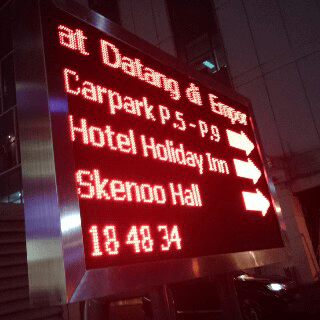 at Datang di Empor
Carpark P.5 - P.9
Hotel Holiday Inn
Skenoo Hall
18 48 34